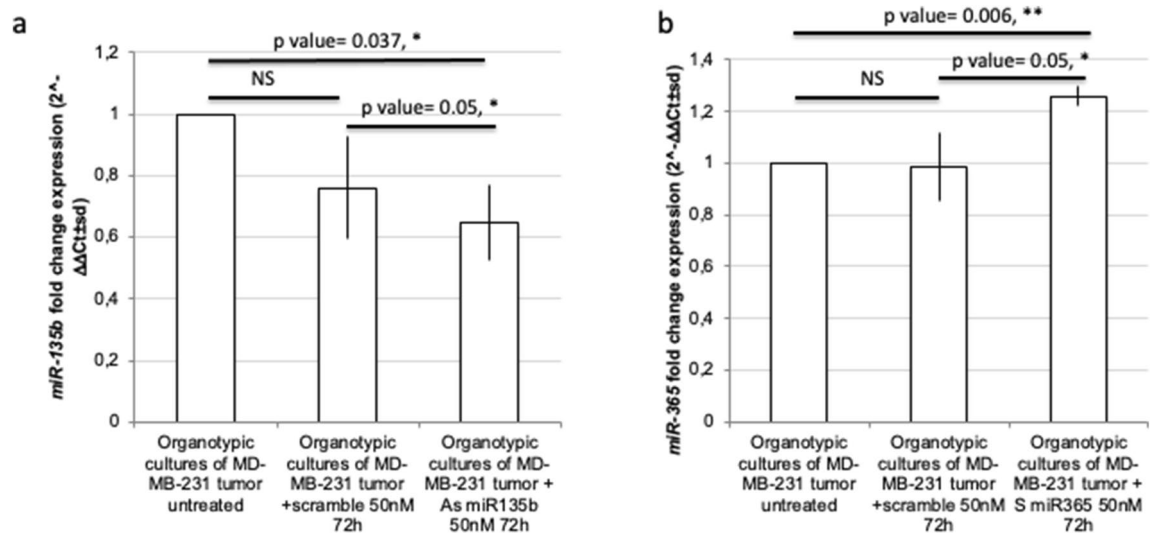 a
p value= 0.037, *
NS
p value= 0.05, *
miR-135b fold change expression (2^-
ΔΔCt±sd)
1,2
1
0,8
0,6
0,4
0,2
0
Organotypic
cultures of MD-
MB-231 tumor
untreated
Organotypic
cultures of MD-
MB-231 tumor
+scramble 50nM
72h
Organotypic
cultures of MD-
MB-231 tumor +
As miR135b
50nM 72h
b
p value= 0.006, **
p value= 0.05, *
NS
miR-365 fold change expression (2^-ΔΔCt±sd)
1,4
1,2
1
0,8
0,6
0,4
0,2
0
Organotypic
cultures of MD-
MB-231 tumor
untreated
Organotypic
cultures of MD-
MB-231 tumor
+scramble 50nM
72h
Organotypic
cultures of MD-
MB-231 tumor +
S miR365 50nM
72h